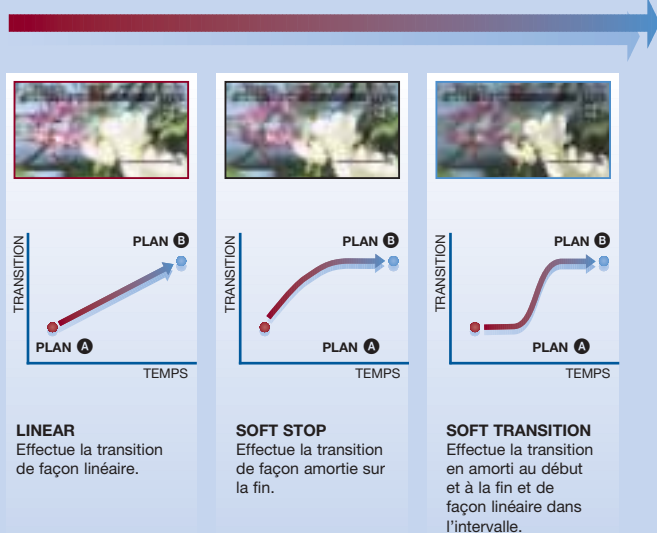 TRANSITION
PLAN B
PLAN A
TEMPS
LINEAR
Effectue la transition
de façon linéaire.
TRANSITION
PLAN B
PLAN A
TEMPS
SOFT STOP
Effectue la transition
de façon amortie sur
la fin.
TRANSITION
PLAN B
PLAN A
TEMPS
SOFT TRANSITION
Effectue la transition
en amorti au début
et à la fin et de
façon linéaire dans
l'intervalle.